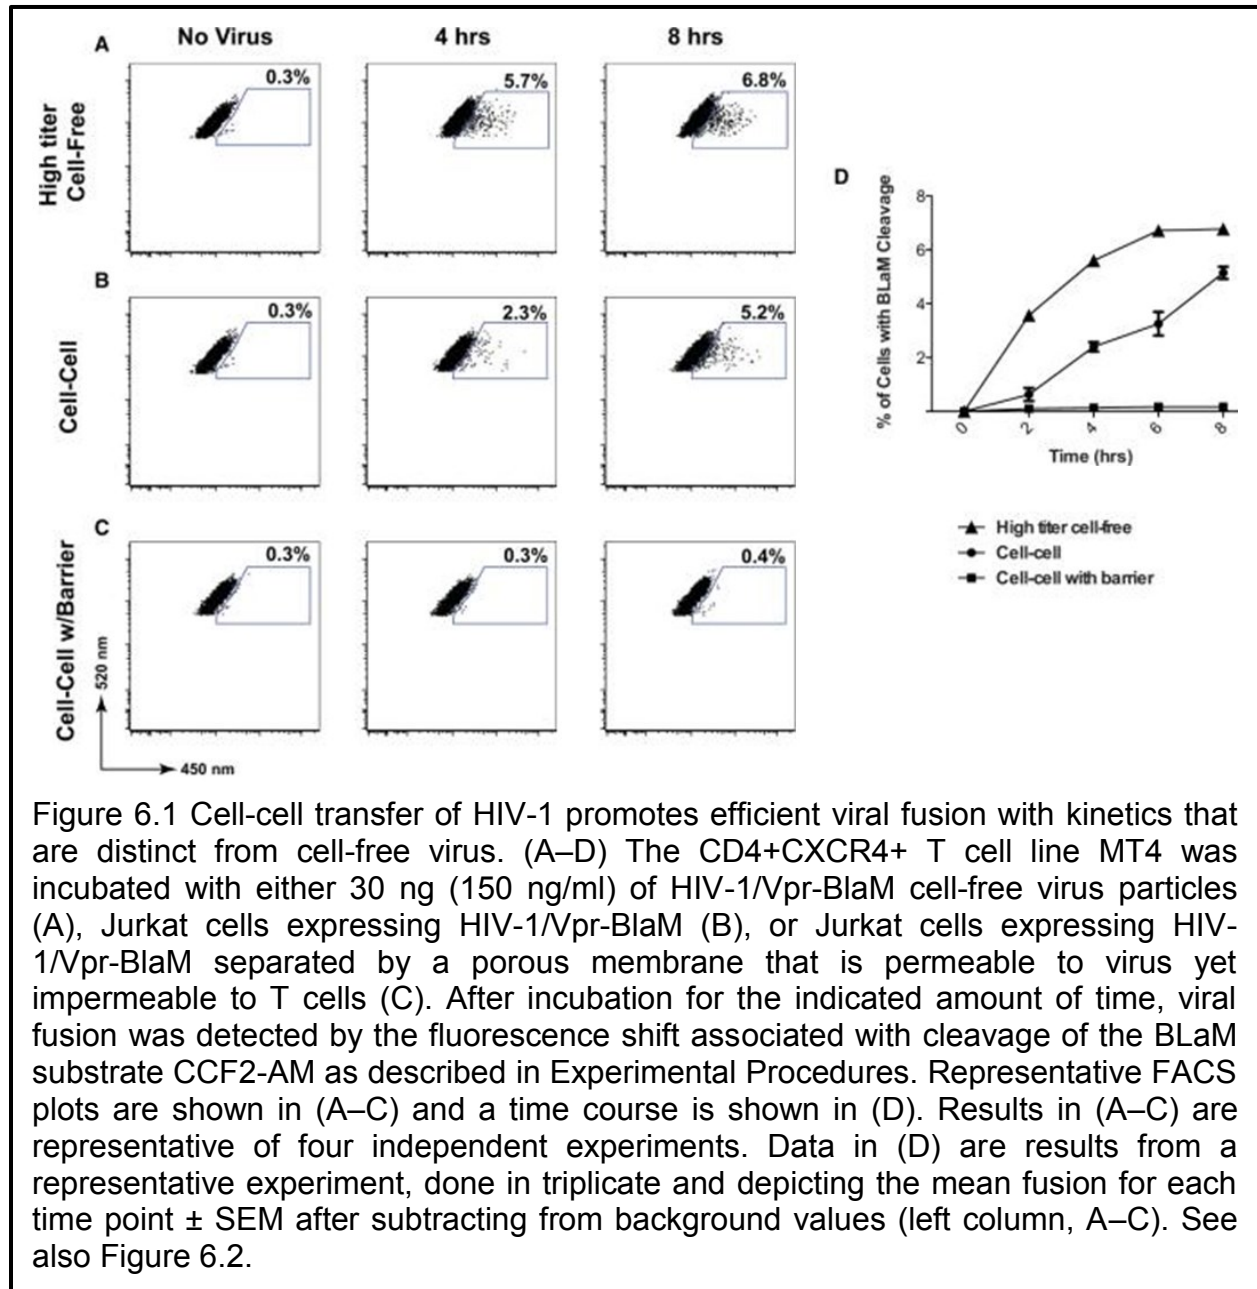 A
No Virus
4 hrs
8 hrs
High titer
Cell-Free
0.3%
5.7%
6.8%
B
Cell-Cell
0.3%
2.3%
5.2%
C
Cell-Cell w/Barrier
0.3%
0.3%
0.4%
520 nm
450 nm
D
% of Cells with BLaM Cleavage
8
6
4
2
0
2
4
6
8
Time (hrs)
High titer cell-free
Cell-cell
Cell-cell with barrier
Figure 6.1 Cell-cell transfer of HIV-1 promotes efficient viral fusion with kinetics that
are distinct from cell-free virus. (A–D) The CD4+CXCR4+ T cell line MT4 was
incubated with either 30 ng (150 ng/ml) of HIV-1/Vpr-BlaM cell-free virus particles
(A), Jurkat cells expressing HIV-1/Vpr-BlaM (B), or Jurkat cells expressing HIV-
1/Vpr-BlaM separated by a porous membrane that is permeable to virus yet
impermeable to T cells (C). After incubation for the indicated amount of time, viral
fusion was detected by the fluorescence shift associated with cleavage of the BLaM
substrate CCF2-AM as described in Experimental Procedures. Representative FACS
plots are shown in (A–C) and a time course is shown in (D). Results in (A–C) are
representative of four independent experiments. Data in (D) are results from a
representative experiment, done in triplicate and depicting the mean fusion for each
time point ± SEM after subtracting from background values (left column, A–C). See
also Figure 6.2.